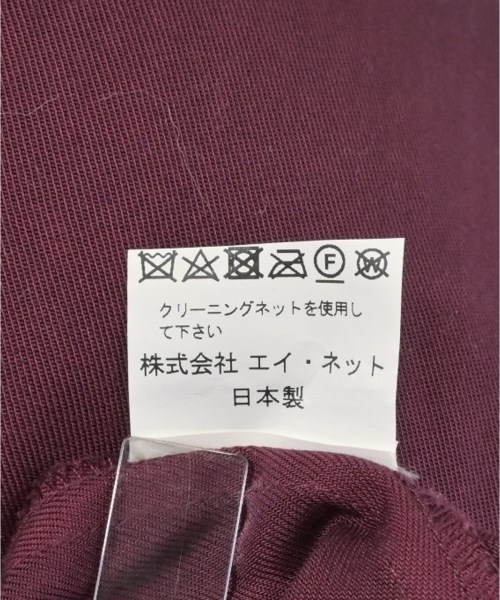 F W
クリーニングネットを使用し
て下さい
株式会社 エイ・ネット
日本製